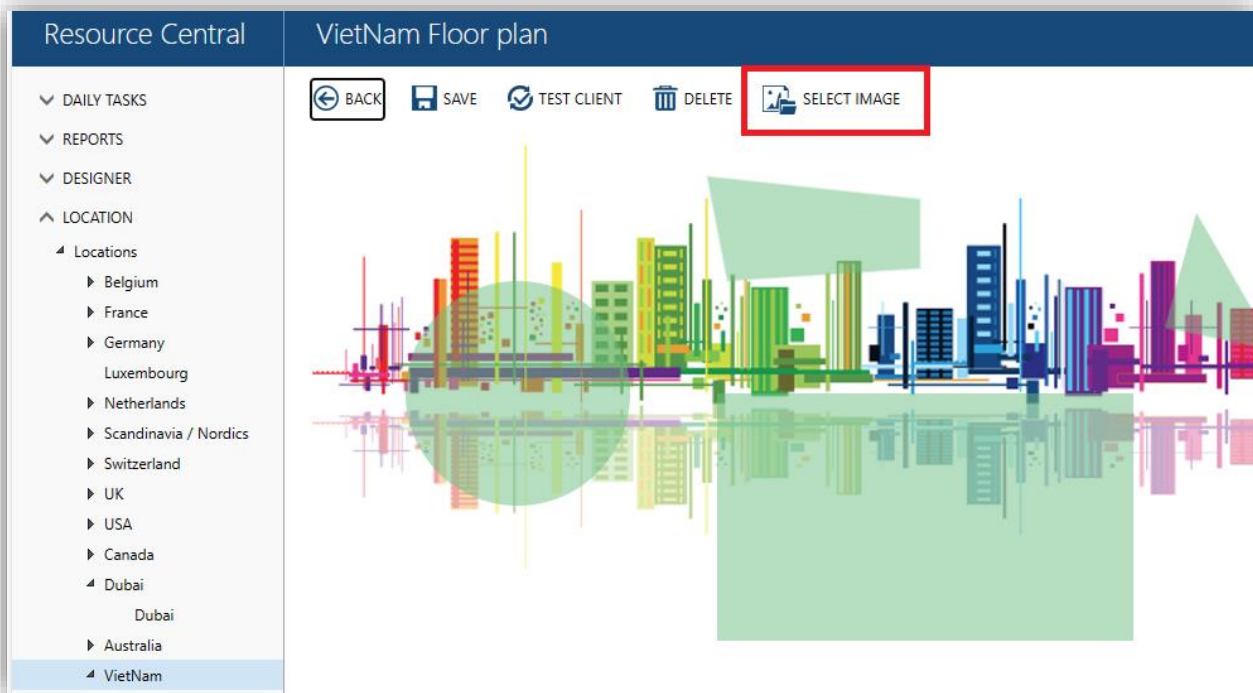 Resource Central
VietNam Floor plan
BACK
SAVE
TEST CLIENT
DELETE
SELECT IMAGE
DAILY TASKS
REPORTS
DESIGNER
LOCATION
Locations
Belgium
France
Germany
Luxembourg
Netherlands
Scandinavia / Nordics
Switzerland
UK
USA
Canada
Dubai
Dubai
Australia
VietNam